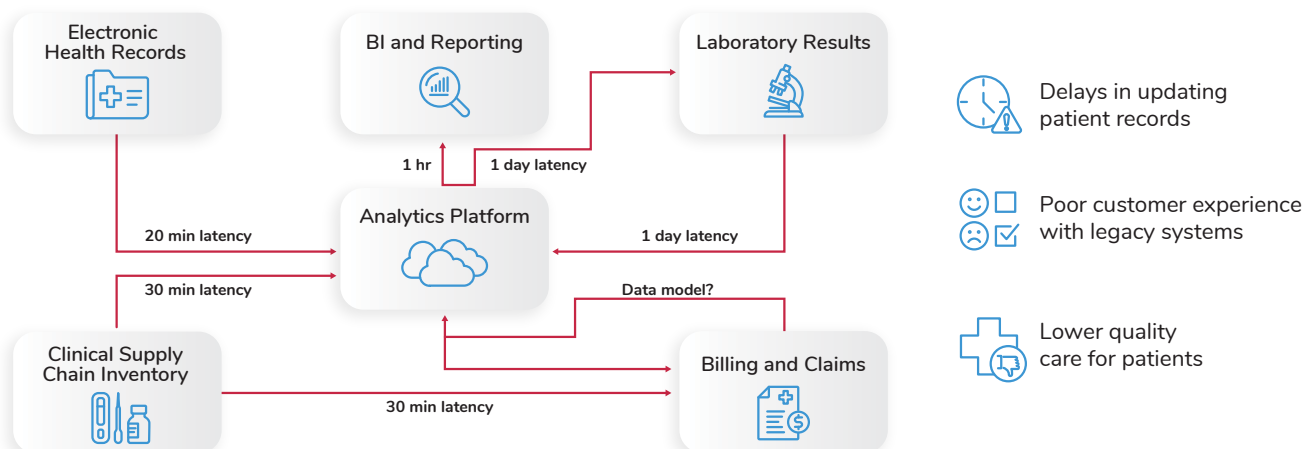 Electronic
Health Records
BI and Reporting
Laboratory Results
Delays in updating
patient records
1 hr
1 day latency
Analytics Platform
Poor customer experience
with legacy systems
20 min latency
1 day latency
30 min latency
Data model?
Lower quality
care for patients
Clinical Supply
Chain Inventory
Billing and Claims
30 min latency